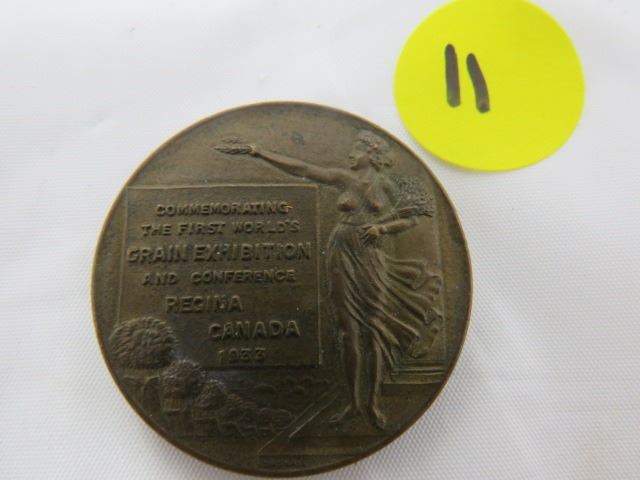 COMMEMORATING
THE FIRST WORLD'S
GRAIN EXHIBITION
AND CONFERENCE
REGINA
CANADA
1933
11